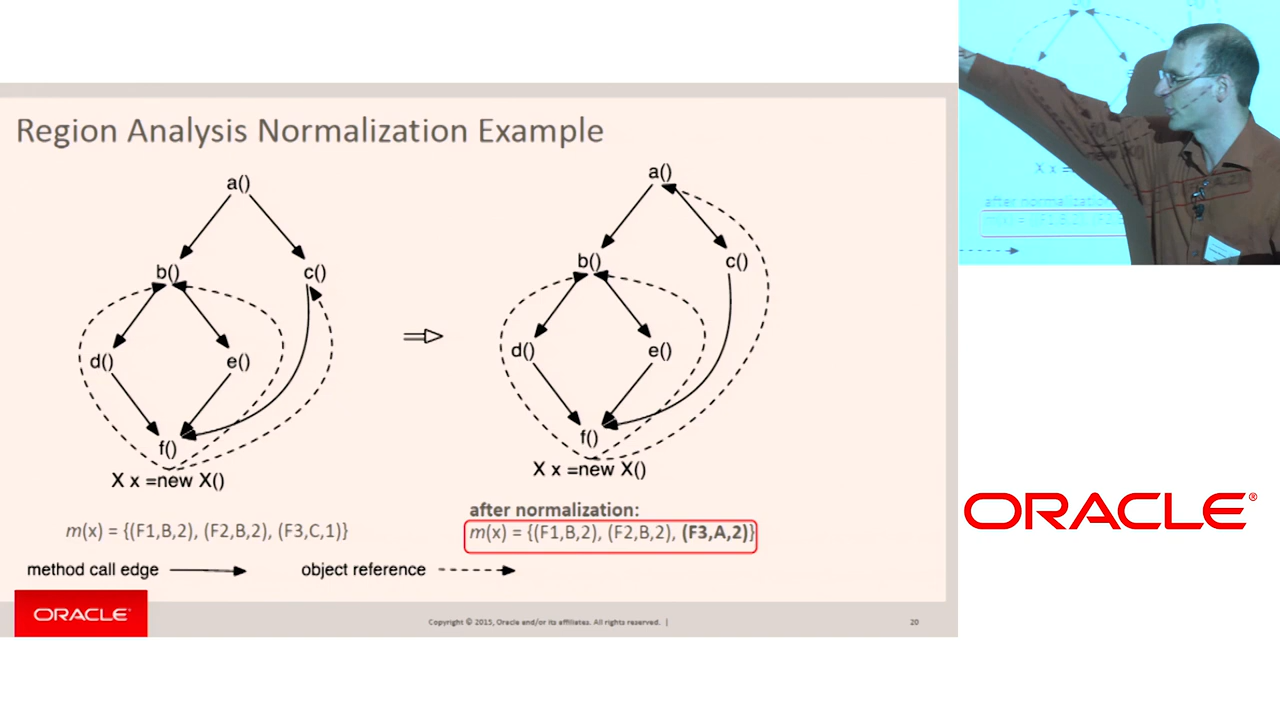 Region Analysis Normalization Example
a()
b()
c()
d()
e()
f()
X x =new X()
m(x) = {(F1,B,2), (F2,B,2), (F3,C,1)}
a()
b()
c()
d()
e()
f()
X x =new X()
after normalization:
m(x) = {(F1,B,2), (F2,B,2), (F3,A,2)}
method call edge
object reference
ORACLE®
Copyright © 2015, Oracle and/or its affiliates. All rights reserved. |
20
X x =
after normalizatio
ORACLE®